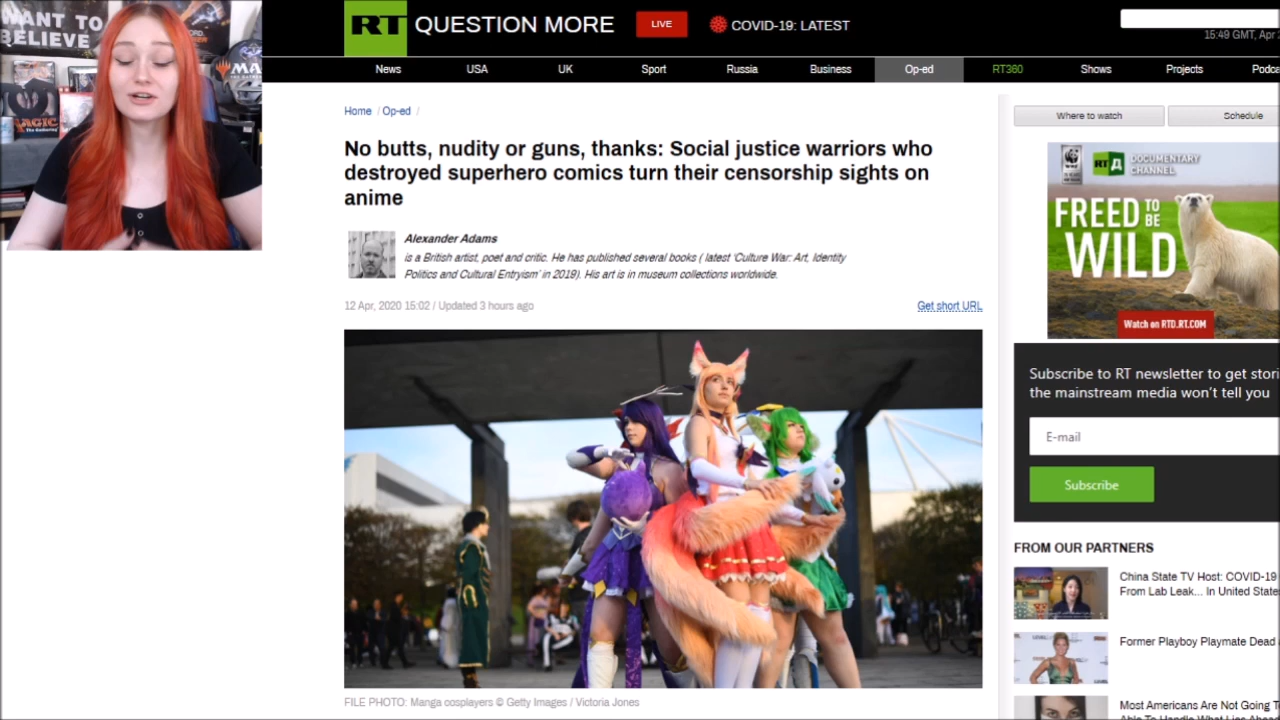 WANT TO
BELIEVE
MAGIC
The Gathering
MA
RT QUESTION MORE
LIVE
COVID-19: LATEST
15:49 GMT, Apr
News USA UK Sport Russia Business Op-ed RT360 Shows Projects Podca
Home / Op-ed /
Where to watch
Schedule
No butts, nudity or guns, thanks: Social justice warriors who
destroyed superhero comics turn their censorship sights on
anime
WWF
RTД DOCUMENTARY
CHANNEL
FREED TO
BE
WILD
Watch on RTD.RT.COM
Alexander Adams
is a British artist, poet and critic. He has published several books ( latest ‘Culture War: Art, Identity
Politics and Cultural Entryism’ in 2019). His art is in museum collections worldwide.
12 Apr, 2020 15:02 / Updated 3 hours ago
Get short URL
Subscribe to RT newsletter to get stori
the mainstream media won't tell you
E-mail
Subscribe
FROM OUR PARTNERS
China State TV Host: COVID-19
From Lab Leak... In United State
Former Playboy Playmate Dead
Most Americans Are Not Going T
FILE PHOTO: Manga cosplayers © Getty Images / Victoria Jones